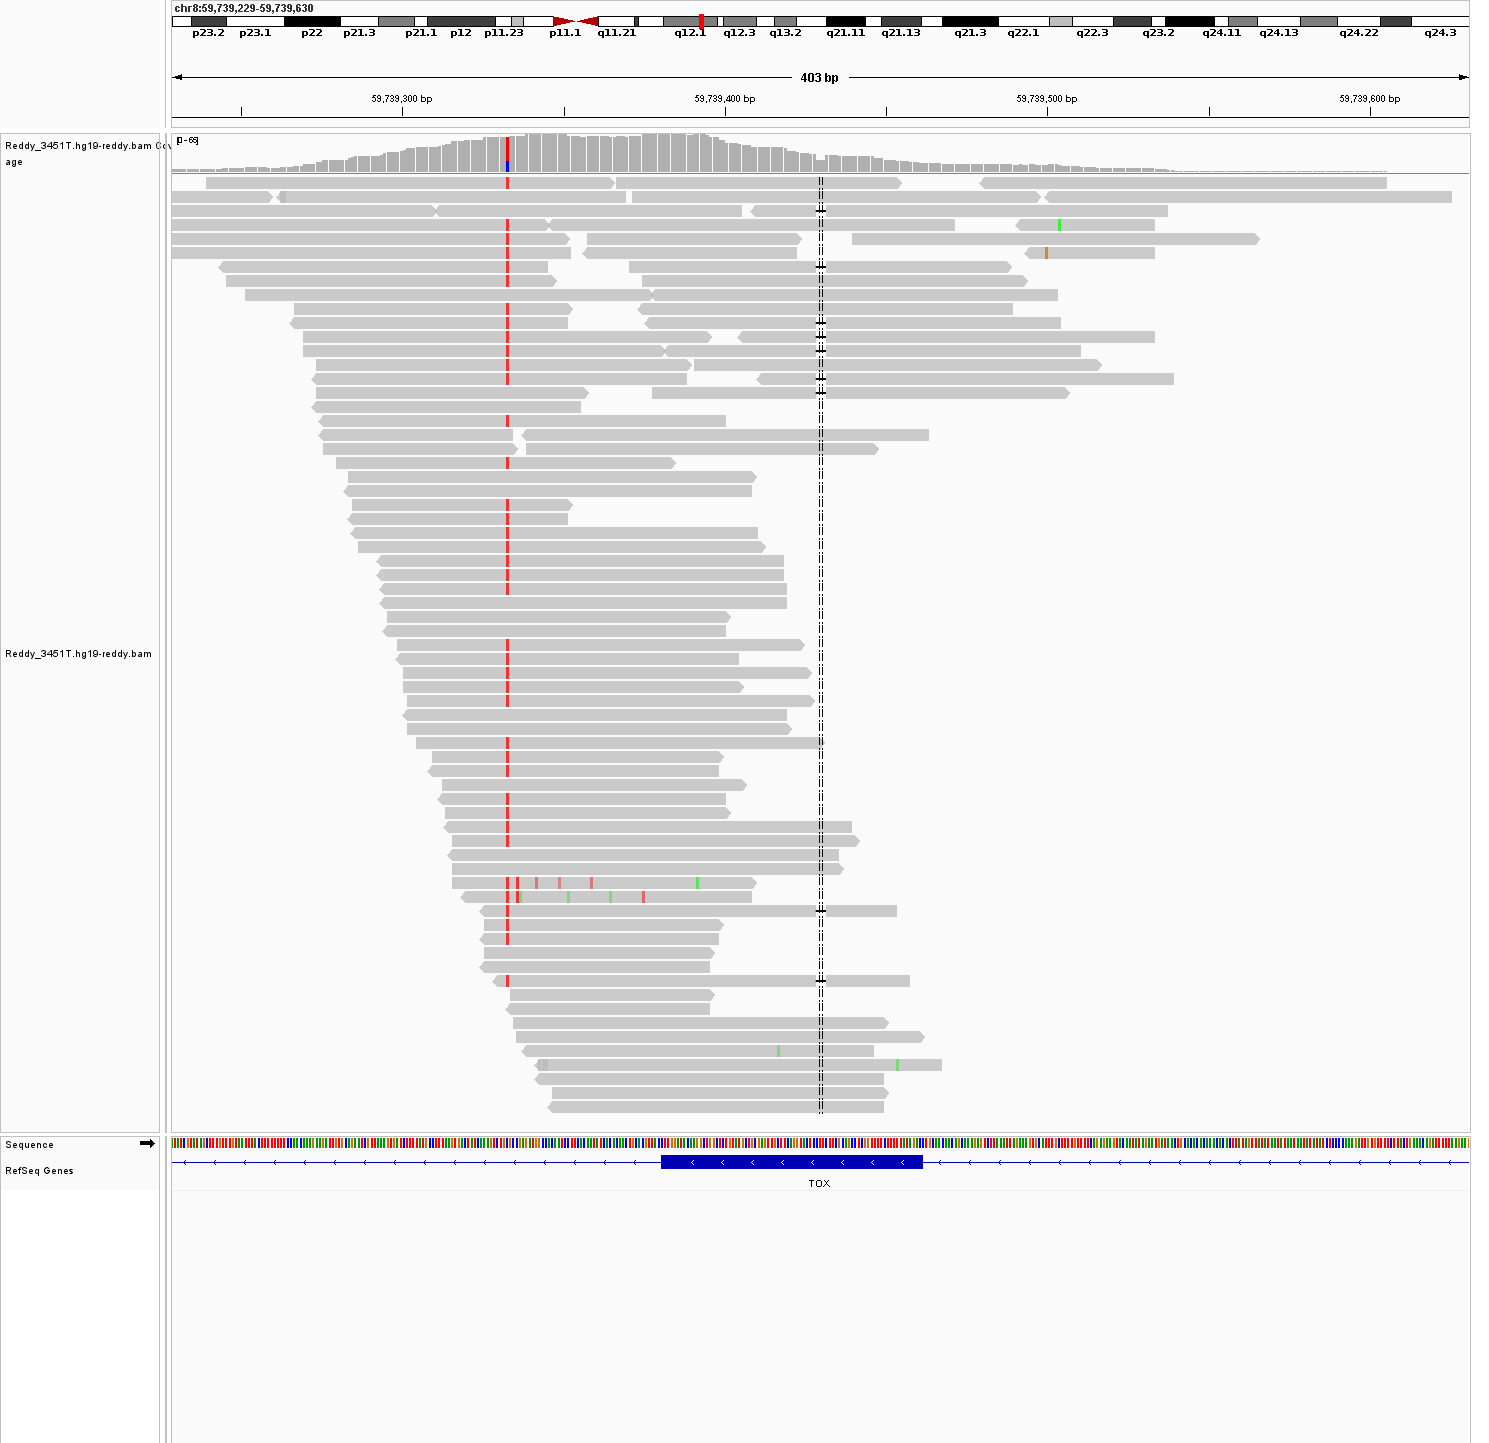 chr8:59,739,229-59,739,630
p23.2 p23.1 p22 p21.3 p21.1 p12 p11.23 p11.1 q11.21 q12.1 q12.3 q13.2 q21.11 q21.13 q21.3 q22.1 q22.3 q23.2 q24.11 q24.13 q24.22 q24.3
403 bp
59,739,300 bp 59,739,400 bp 59,739,500 bp 59,739,600 bp
Reddy_3451T.hg19-reddy.bam Cov
age
Reddy_3451T.hg19-reddy.bam
Sequence
RefSeq Genes
TOX